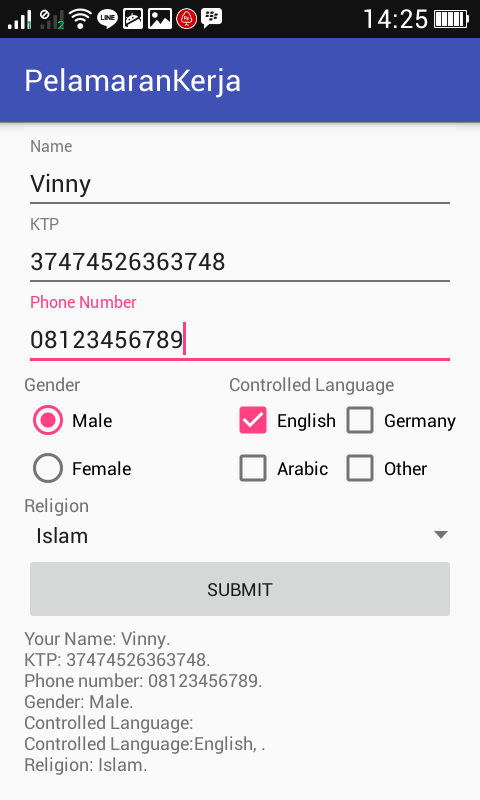 14:25
PelamaranKerja
Name
Vinny
KTP
37474526363748
Phone Number
08123456789
Gender Controlled Language
Male English Germany
Female Arabic Other
Religion
Islam
SUBMIT
Your Name: Vinny.
KTP: 37474526363748.
Phone number: 08123456789.
Gender: Male.
Controlled Language:
Controlled Language:English, .
Religion: Islam.